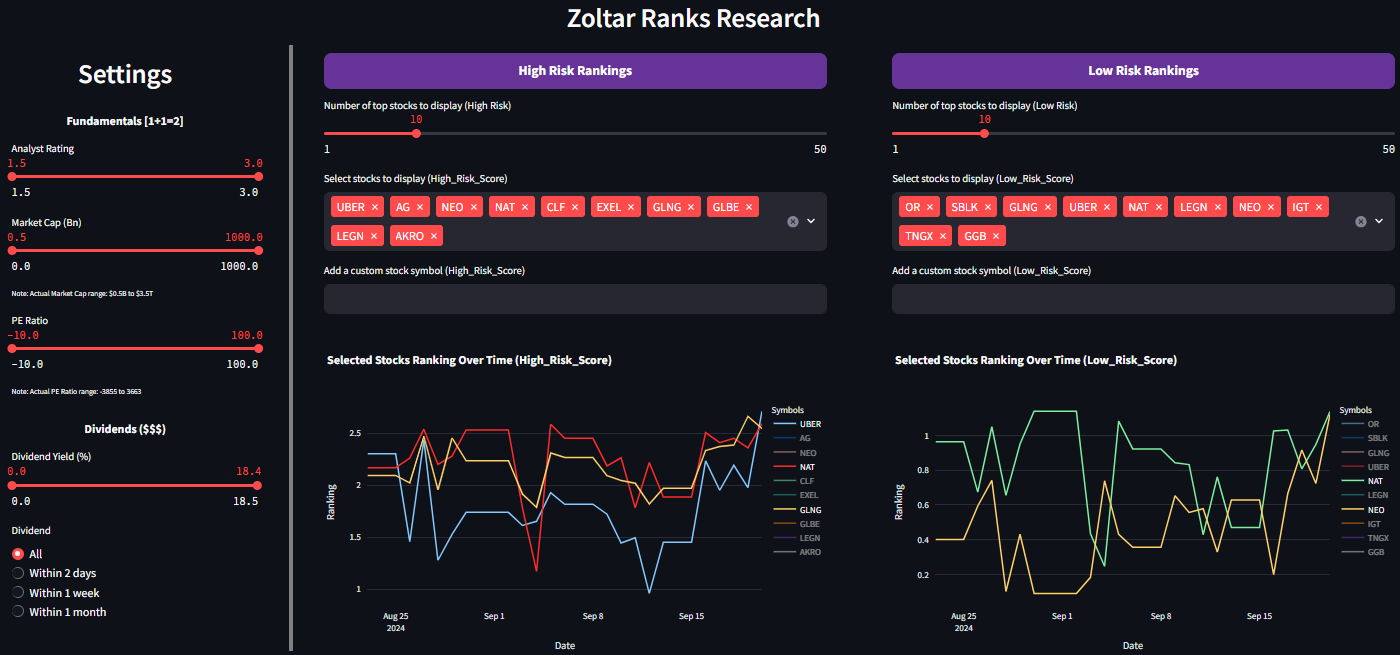 Zoltar Ranks Research
Settings
Fundamentals [1+1=2]
Analyst Rating
1.5 3.0
1.5 3.0
Market Cap (Bn)
0.5 1000.0
0.0 1000.0
Note: Actual Market Cap range: $0.5B to $3.5T
PE Ratio
-10.0 100.0
-10.0 100.0
Note: Actual PE Ratio range: -3855 to 3663
Dividends ($$$)
Dividend Yield (%)
0.0 18.4
0.0 18.5
Dividend
All
Within 2 days
Within 1 week
Within 1 month
High Risk Rankings
Number of top stocks to display (High Risk)
10
1 50
Select stocks to display (High_Risk_Score)
UBER × AG × NEO × NAT × CLF × EXEL × GLNG × GLBE ×
LEGN × AKRO ×
Add a custom stock symbol (High_Risk_Score)
Selected Stocks Ranking Over Time (High_Risk_Score)
Ranking
2.5
2
1.5
1
Aug 25 Sep 1 Sep 8 Sep 15
2024
Date
Symbols
UBER
AG
NEO
NAT
CLF
EXEL
GLNG
GLBE
LEGN
AKRO
Low Risk Rankings
Number of top stocks to display (Low Risk)
10
1 50
Select stocks to display (Low_Risk_Score)
OR × SBLK × GLNG × UBER × NAT × LEGN × NEO × IGT ×
TNGX × GGB ×
Add a custom stock symbol (Low_Risk_Score)
Selected Stocks Ranking Over Time (Low_Risk_Score)
Ranking
1
0.8
0.6
0.4
0.2
Aug 25 Sep 1 Sep 8 Sep 15
2024
Date
Symbols
OR
SBLK
GLNG
UBER
NAT
LEGN
NEO
IGT
TNGX
GGB